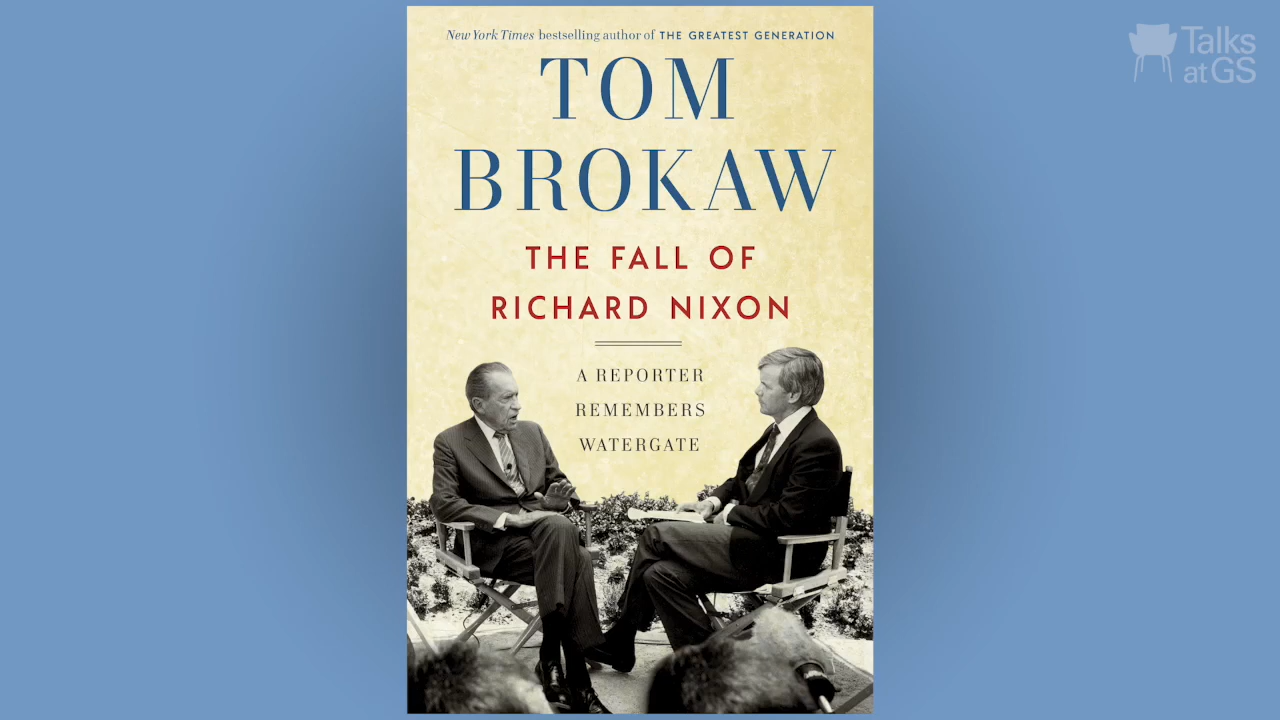 New York Times bestselling author of THE GREATEST GENERATION
TOM
BROKAW
THE FALL OF
RICHARD NIXON
A REPORTER
REMEMBERS
WATERGATE
Talks
at GS